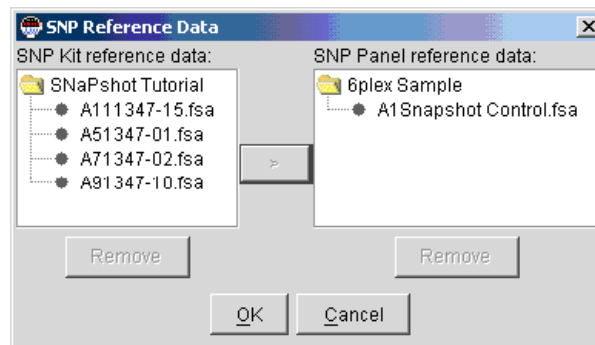 SNP Reference Data
SNP Kit reference data:
SNaPshot Tutorial
A111347-15.fsa
A51347-01.fsa
A71347-02.fsa
A91347-10.fsa
Remove
>
SNP Panel reference data:
6plex Sample
A1Snapshot Control.fsa
Remove
OK
Cancel